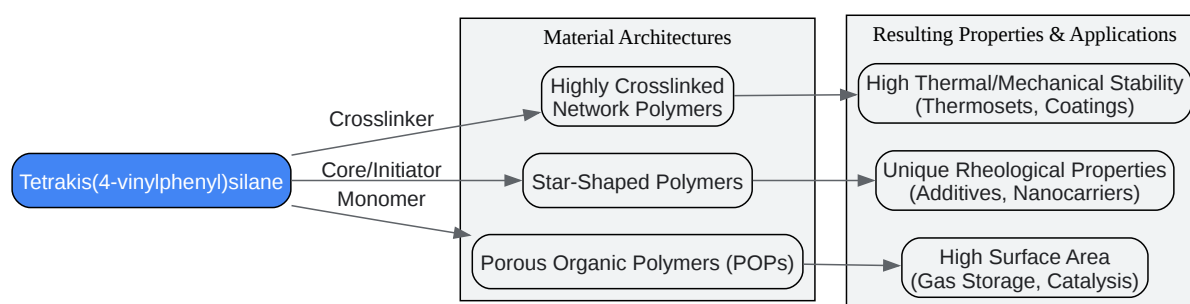 Material Architectures
Resulting Properties & Applications
Tetrakis(4-vinylphenyl)silane
Crosslinker
Core/Initiator
Monomer
Highly Crosslinked
Network Polymers
Star-Shaped Polymers
Porous Organic Polymers (POPs)
High Thermal/Mechanical Stability
(Thermosets, Coatings)
Unique Rheological Properties
(Additives, Nanocarriers)
High Surface Area
(Gas Storage, Catalysis)